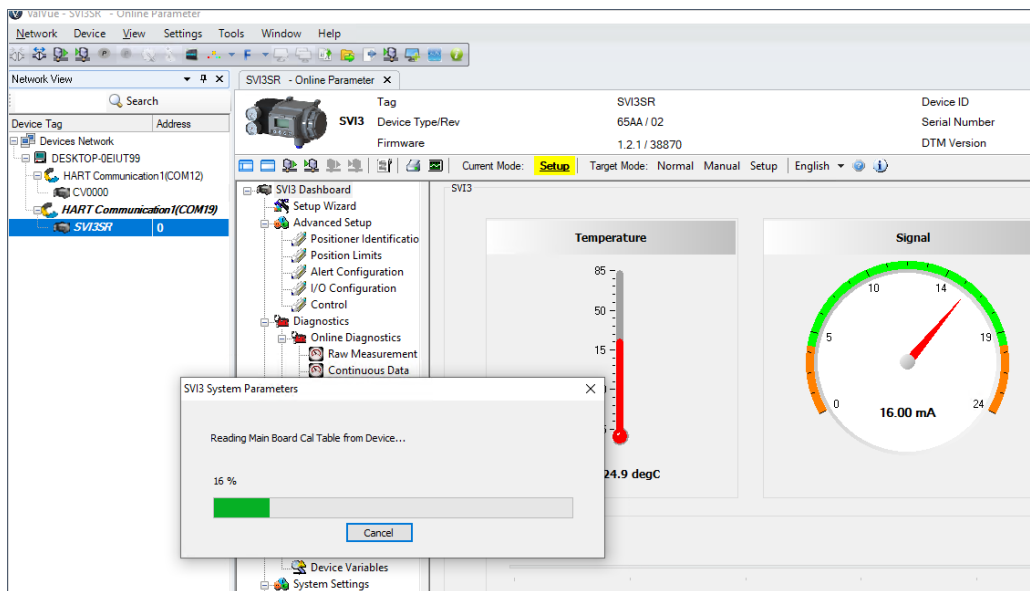 ValVue - SVI3SR - Online Parameter
Network Device View Settings Tools Window Help
Network View
Search
Device Tag Address
Devices Network
DESKTOP-0EIUT99
HART Communication1(COM12)
CV0000
HART Communication1(COM19)
SVI3SR 0
SVI3SR - Online Parameter
SVI3
Tag SVI3SR Device ID
Device Type/Rev 65AA / 02 Serial Number
Firmware 1.2.1 / 38870 DTM Version
Current Mode: Setup Target Mode: Normal Manual Setup English
SVI3 Dashboard
Setup Wizard
Advanced Setup
Positioner Identificatio
Position Limits
Alert Configuration
I/O Configuration
Control
Diagnostics
Online Diagnostics
Raw Measurement
Continuous Data
Device Variables
System Settings
SVI3
Temperature
85
50
15
24.9 degC
Signal
0
5
10
14
19
24
16.00 mA
SVI3 System Parameters
Reading Main Board Cal Table from Device...
16 %
Cancel